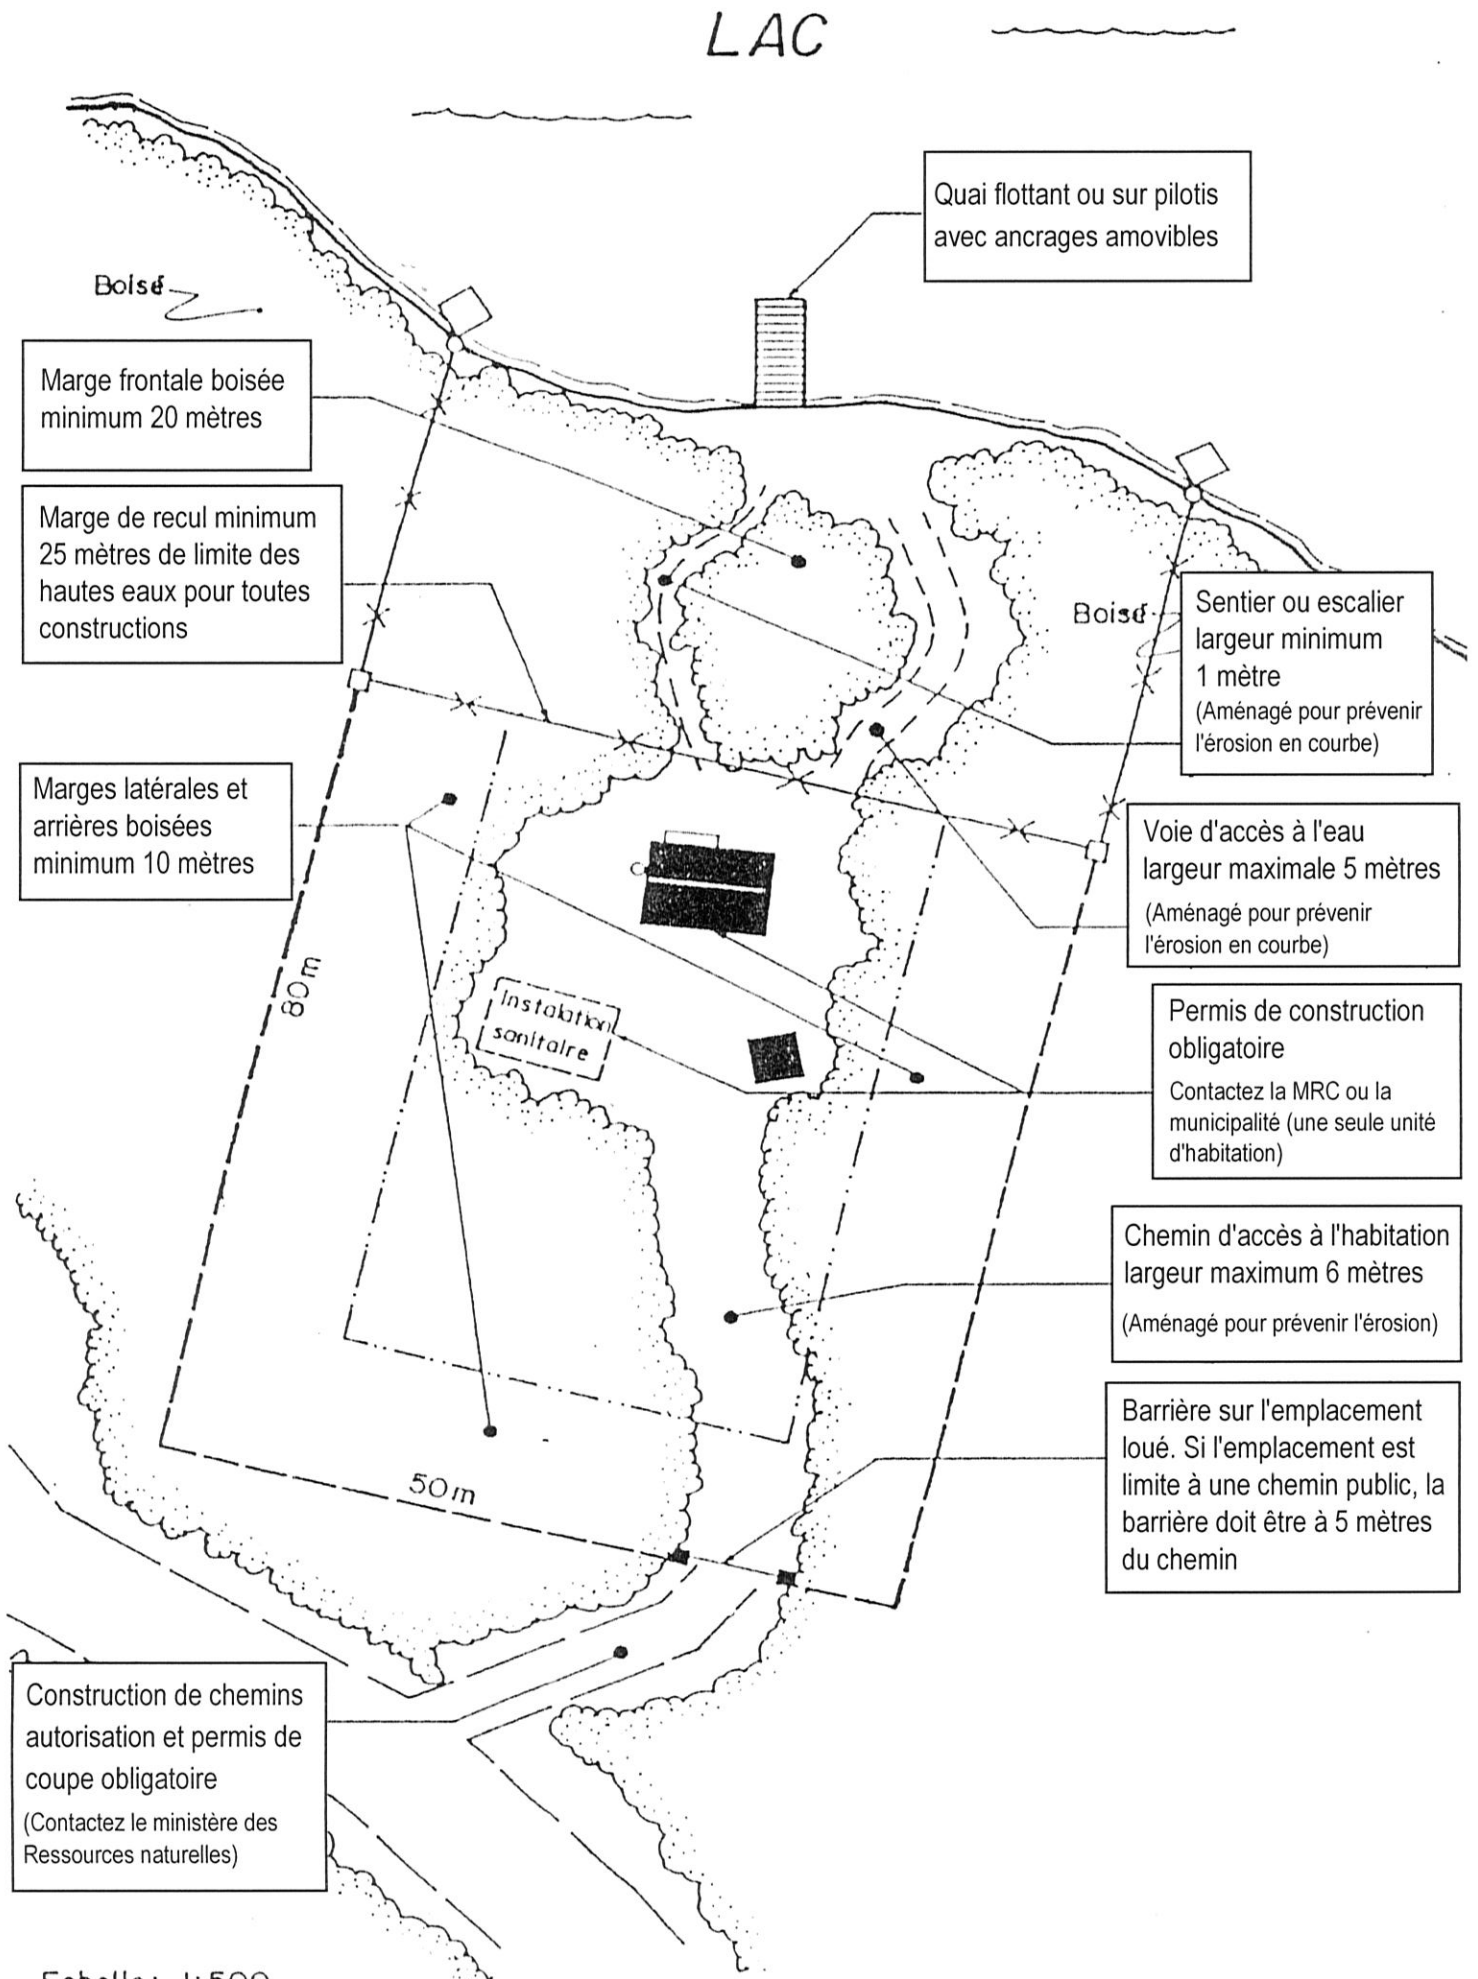 LAC
Quai flottant ou sur pilotis
avec ancrages amovibles
Boisé
Marge frontale boisée
minimum 20 mètres
Marge de recul minimum
25 mètres de limite des
hautes eaux pour toutes
constructions
Boisé
Sentier ou escalier
largeur minimum
1 mètre
(Aménagé pour prévenir
l'érosion en courbe)
Marges latérales et
arrières boisées
minimum 10 mètres
Voie d'accès à l'eau
largeur maximale 5 mètres
(Aménagé pour prévenir
l'érosion en courbe)
80m
Instalation
sanitaire
Permis de construction
obligatoire
Contactez la MRC ou la
municipalité (une seule unité
d'habitation)
Chemin d'accès à l'habitation
largeur maximum 6 mètres
(Aménagé pour prévenir l'érosion)
50m
Barrière sur l'emplacement
loué. Si l'emplacement est
limite à une chemin public, la
barrière doit être à 5 mètres
du chemin
Construction de chemins
autorisation et permis de
coupe obligatoire
(Contactez le ministère des
Ressources naturelles)
Echelle: 1:500